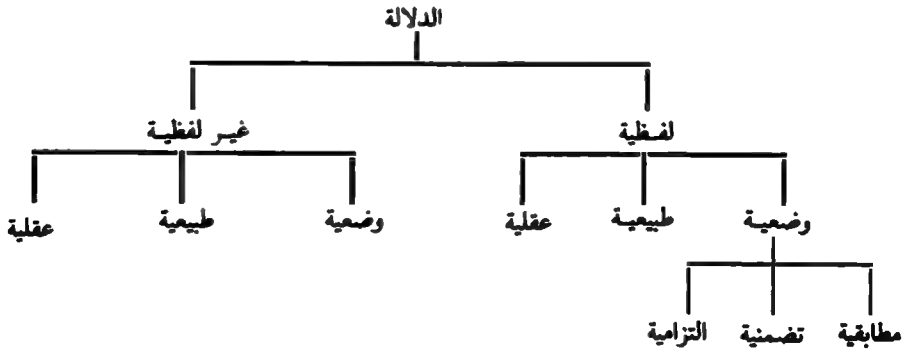 الدلالة
لفظية غير لفظية
وضعية طبيعية عقلية وضعية طبيعية عقلية
مطابقية تضمنية التزامية